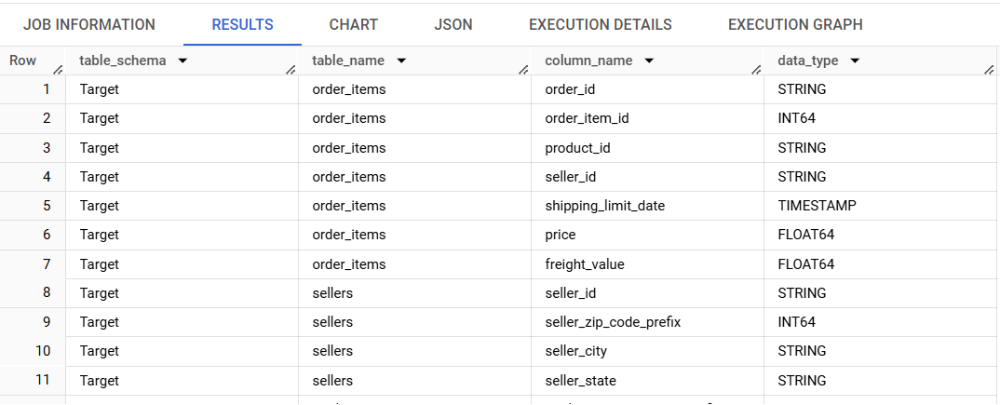 JOB INFORMATION RESULTS CHART JSON EXECUTION DETAILS EXECUTION GRAPH
Row table_schema table_name column_name data_type
1 Target order_items order_id STRING
2 Target order_items order_item_id INT64
3 Target order_items product_id STRING
4 Target order_items seller_id STRING
5 Target order_items shipping_limit_date TIMESTAMP
6 Target order_items price FLOAT64
7 Target order_items freight_value FLOAT64
8 Target sellers seller_id STRING
9 Target sellers seller_zip_code_prefix INT64
10 Target sellers seller_city STRING
11 Target sellers seller_state STRING